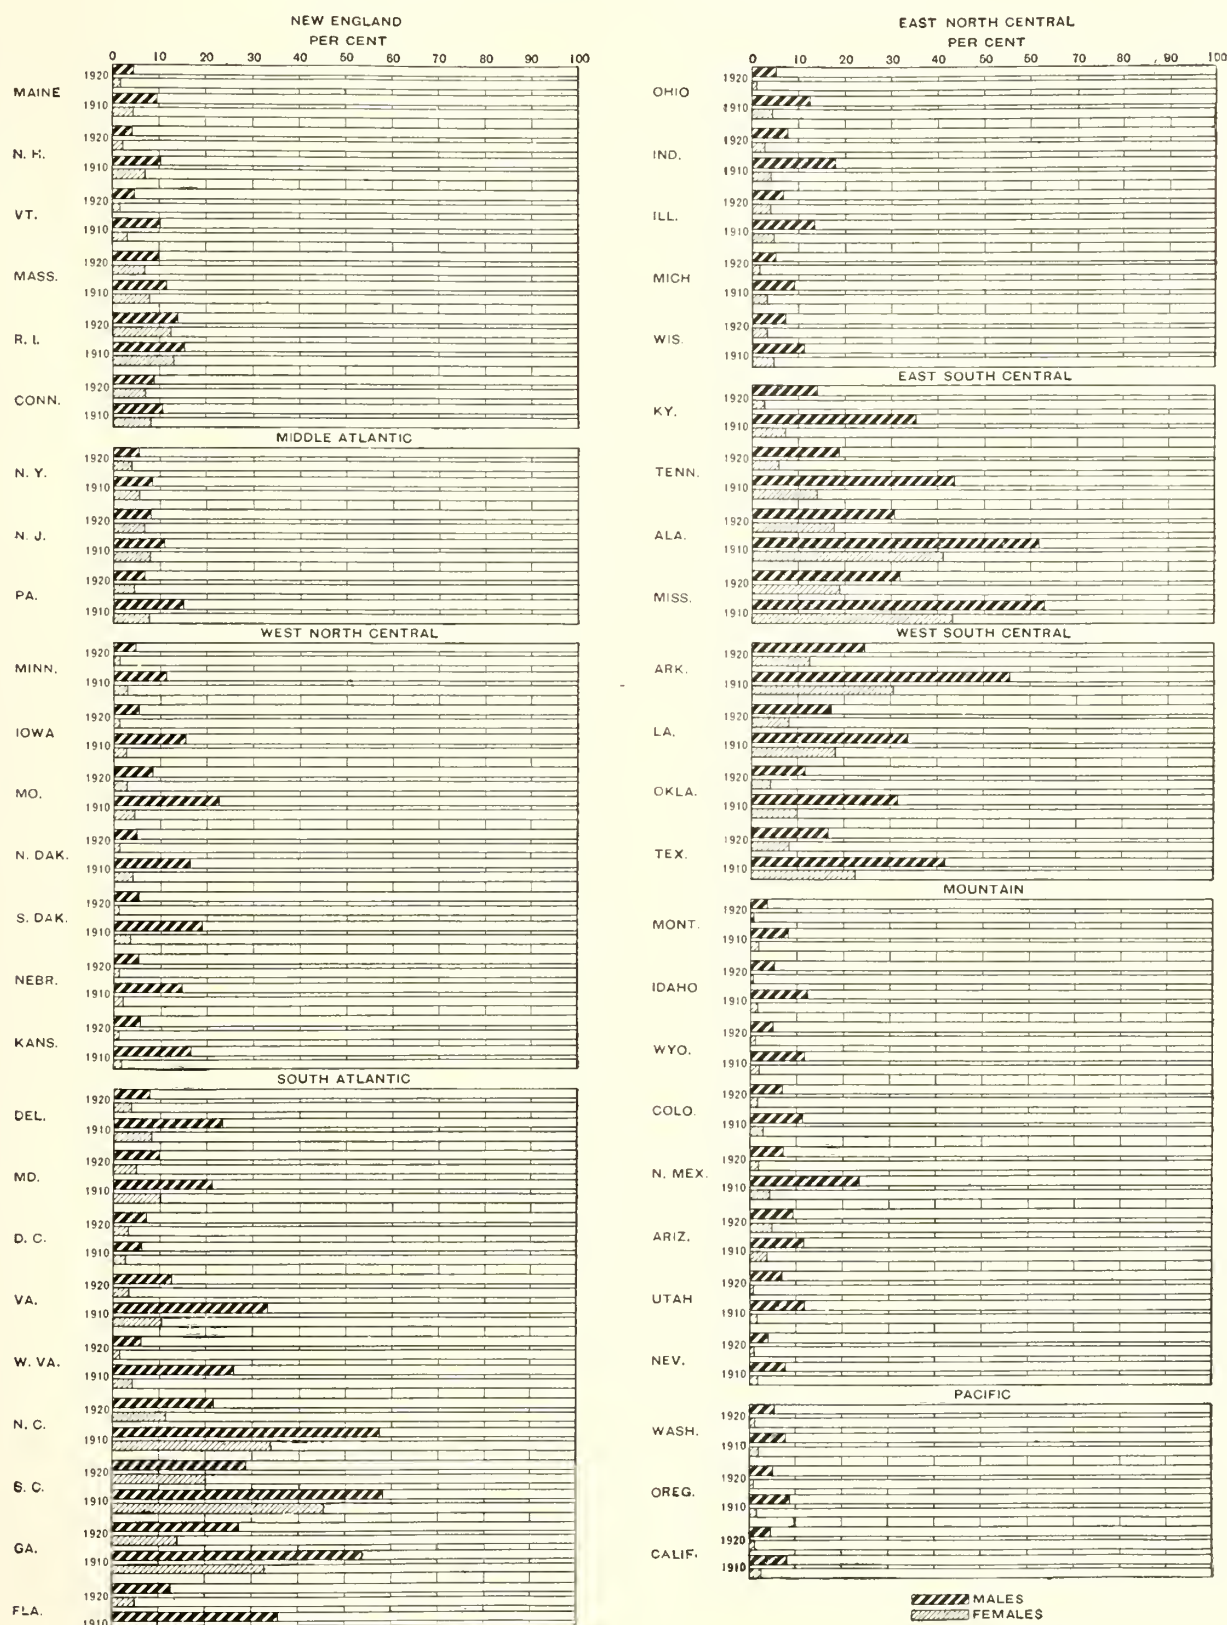 NEW ENGLAND
PER CENT
0 10 20 30 40 50 60 70 80 90 100
MAINE
1920
1910
N. H.
1920
1910
VT.
1920
1910
MASS.
1920
1910
R. I.
1920
1910
CONN.
1920
1910
MIDDLE ATLANTIC
N. Y.
1920
1910
N. J.
1920
1910
PA.
1920
1910
WEST NORTH CENTRAL
MINN.
1920
1910
IOWA
1920
1910
MO.
1920
1910
N. DAK.
1920
1910
S. DAK.
1920
1910
NEBR.
1920
1910
KANS.
1920
1910
SOUTH ATLANTIC
DEL.
1920
1910
MD.
1920
1910
D. C.
1920
1910
VA.
1920
1910
W. VA.
1920
1910
N. C.
1920
1910
S. C.
1920
1910
GA.
1920
1910
FLA.
1920
1910
EAST NORTH CENTRAL
PER CENT
0 10 20 30 40 50 60 70 80 90 100
OHIO
1920
1910
IND.
1920
1910
ILL.
1920
1910
MICH
1920
1910
WIS.
1920
1910
EAST SOUTH CENTRAL
KY.
1920
1910
TENN.
1920
1910
ALA.
1920
1910
MISS.
1920
1910
WEST SOUTH CENTRAL
ARK.
1920
1910
LA.
1920
1910
OKLA.
1920
1910
TEX.
1920
1910
MOUNTAIN
MONT.
1920
1910
IDAHO
1920
1910
WYO.
1920
1910
COLO.
1920
1910
N. MEX.
1920
1910
ARIZ.
1920
1910
UTAH
1920
1910
NEV.
1920
1910
PACIFIC
WASH.
1920
1910
OREG.
1920
1910
CALIF.
1920
1910
MALES
FEMALES